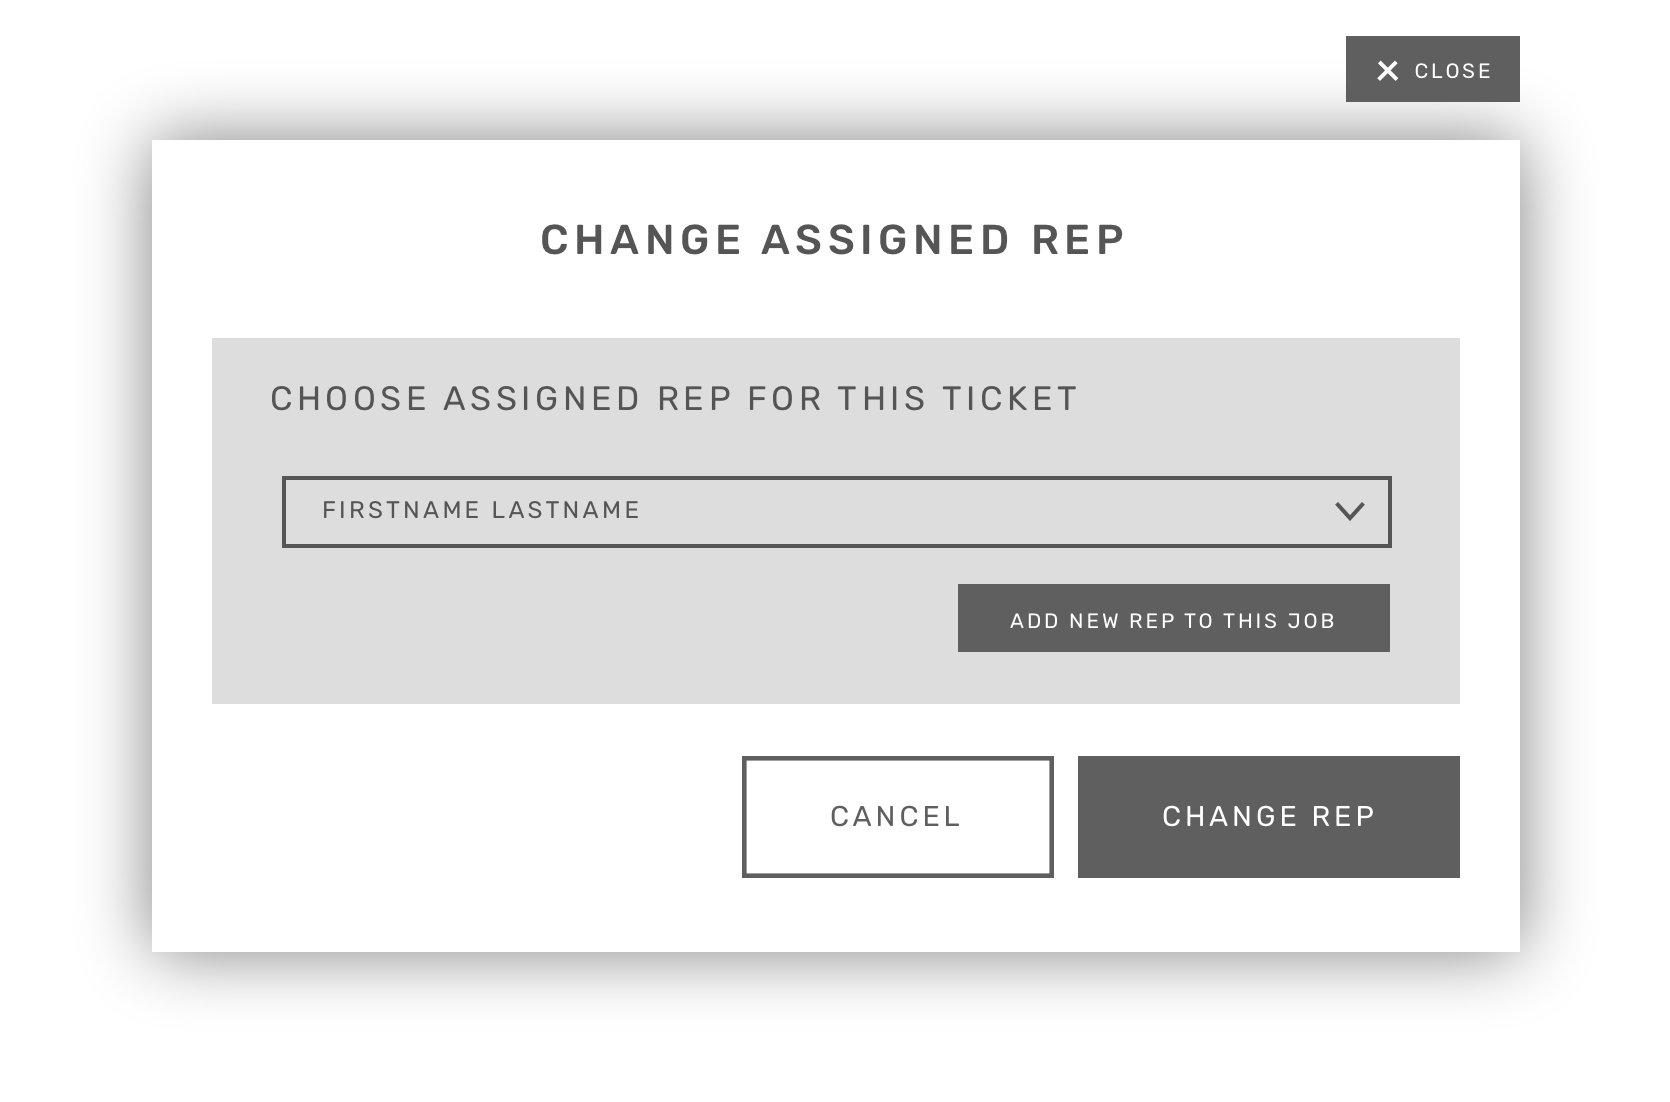 CLOSE
CHANGE ASSIGNED REP
CHOOSE ASSIGNED REP FOR THIS TICKET
FIRSTNAME LASTNAME
ADD NEW REP TO THIS JOB
CANCEL
CHANGE REP